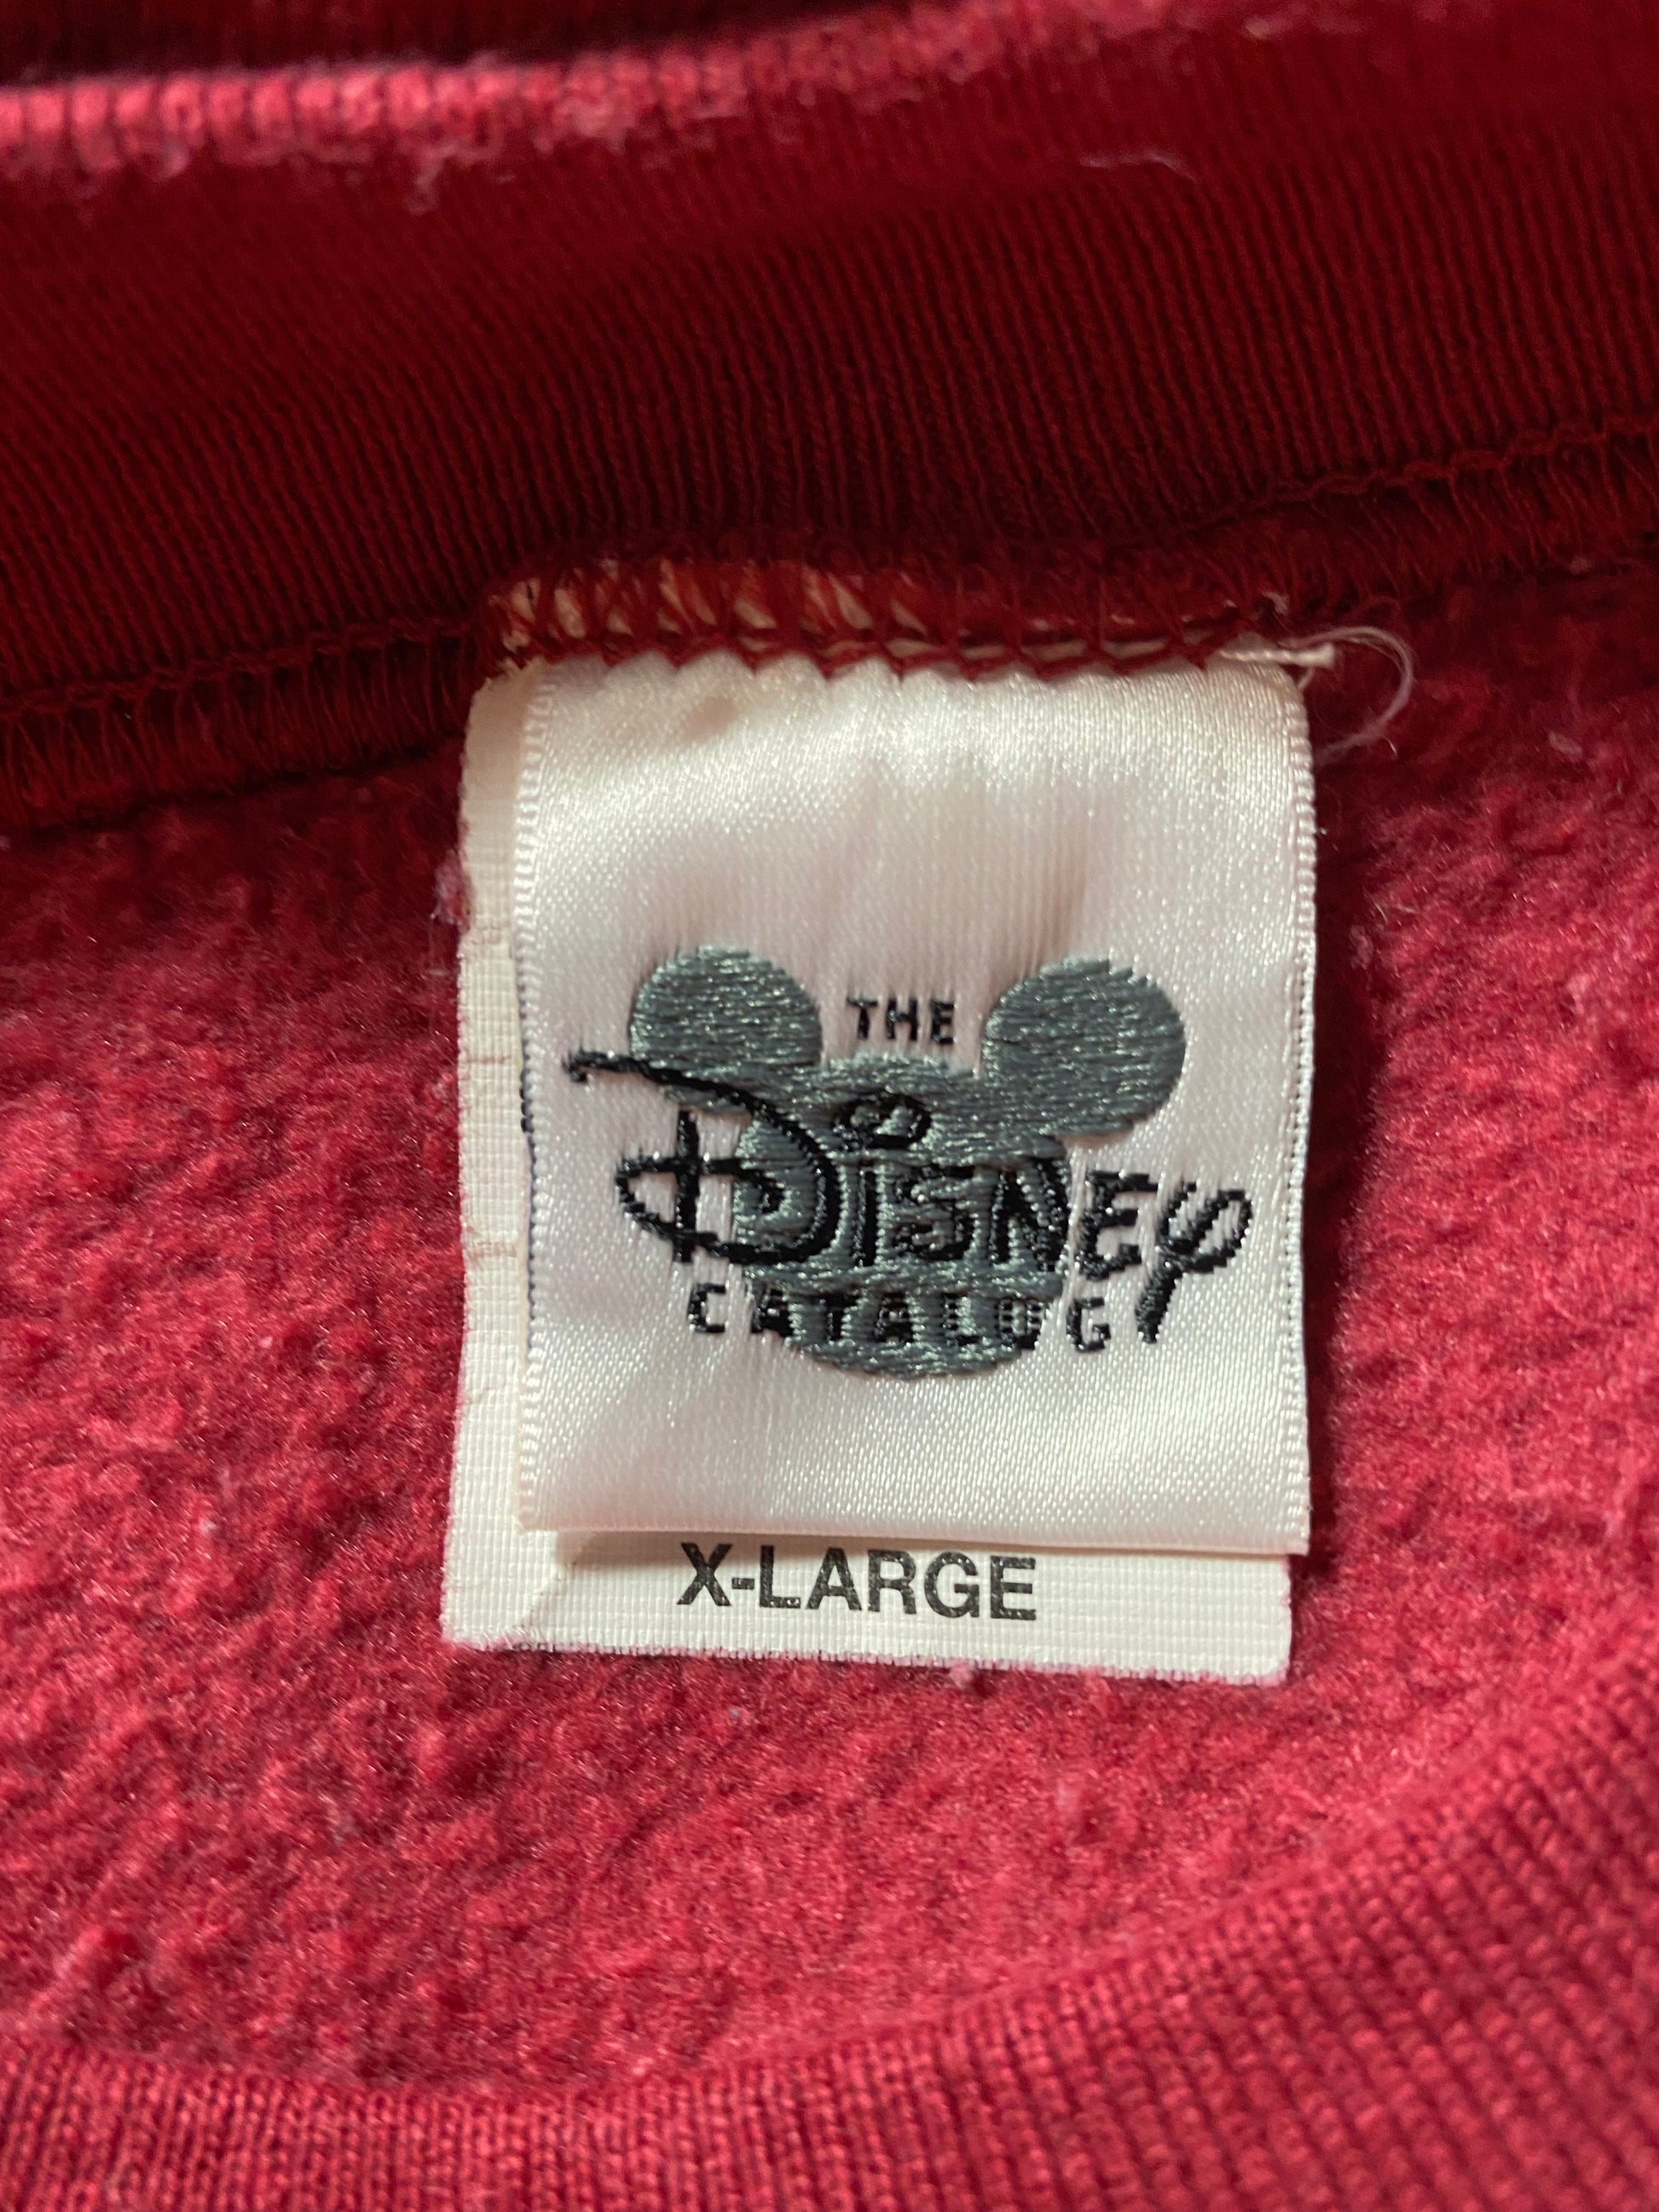 THE
Disney
CATALOG
X-LARGE